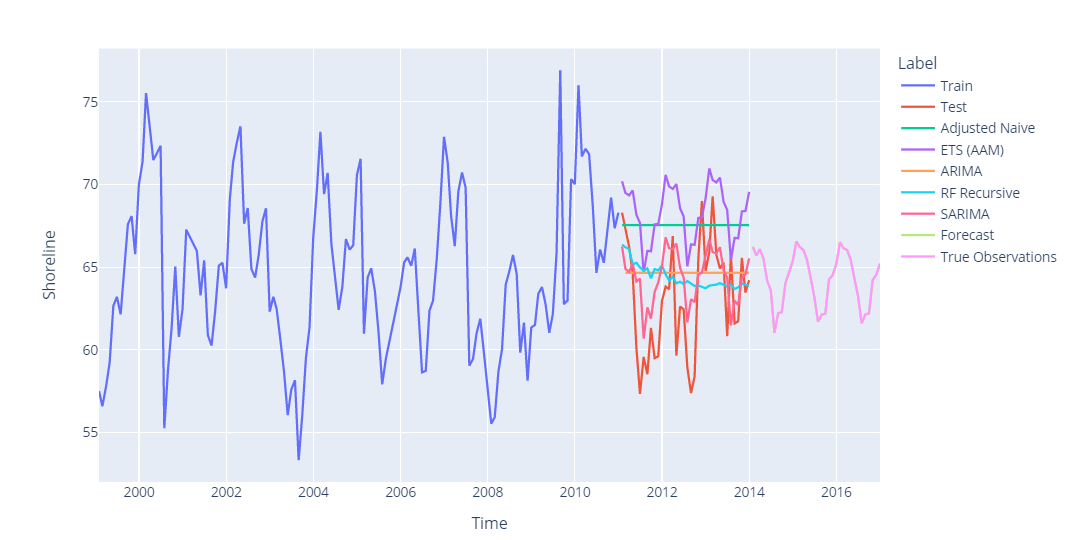 Label
Train
Test
Adjusted Naive
ETS (AAM)
ARIMA
RF Recursive
SARIMA
Forecast
True Observations
Shoreline
75
70
65
60
55
2000 2002 2004 2006 2008 2010 2012 2014 2016
Time